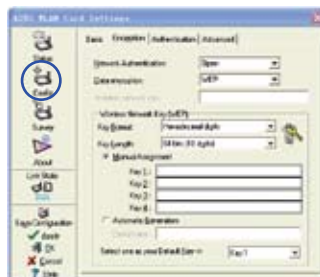 ASUS WLAN Card Settings
Status
Config
Survey
About
Link State
Apply
Ok
Cancel
Help
Basic Encryption Authentication Advanced
Network Authentication: Open
Data encryption: WEP
Wireless Network Key (WEP)
Key Format: Hexadecimal digits
Key Length: 64 bits (10 digits)
Manual Assignment
Key 1:
Key 2:
Key 3:
Key 4:
Automatic Generation
Select one as your Default Key =>
Key 1